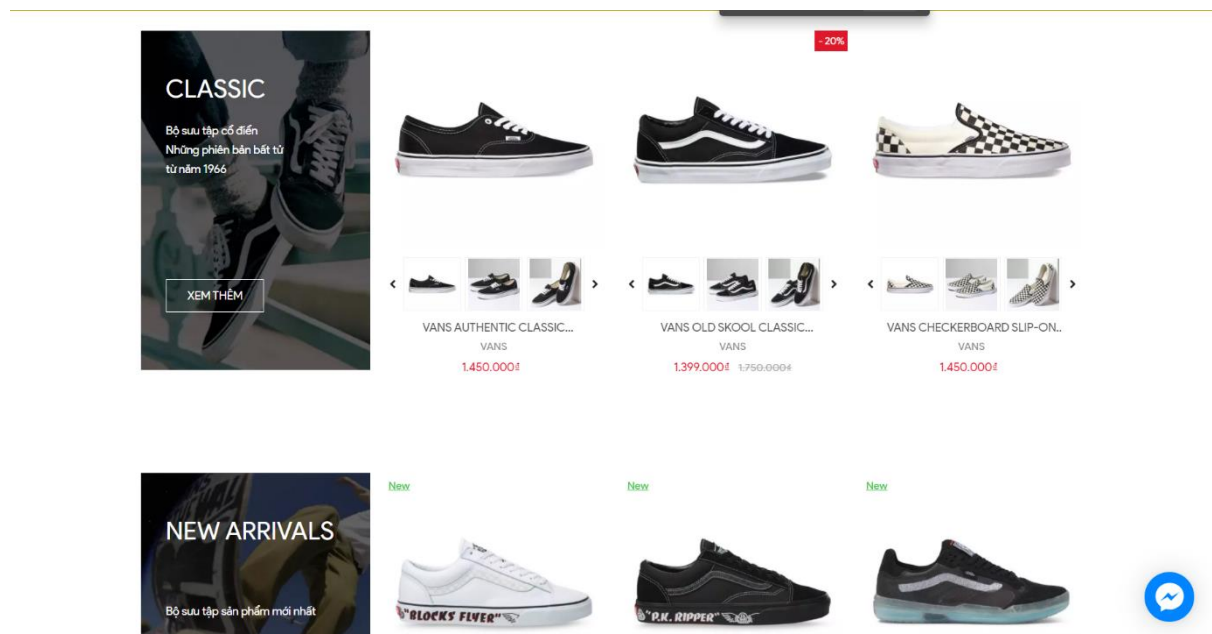 CLASSIC
Bộ sưu tập cổ điển
Những phiên bản bất tử
từ năm 1966
XEM THÊM
- 20%
VANS AUTHENTIC CLASSIC...
VANS
1.450.000₫
VANS OLD SKOOL CLASSIC...
VANS
1.399.000₫ 1.750.000₫
VANS CHECKERBOARD SLIP-ON..
VANS
1.450.000₫
NEW ARRIVALS
Bộ sưu tập sản phẩm mới nhất
New
"BLOCKS FLYER"
New
"P.K. RIPPER"
New